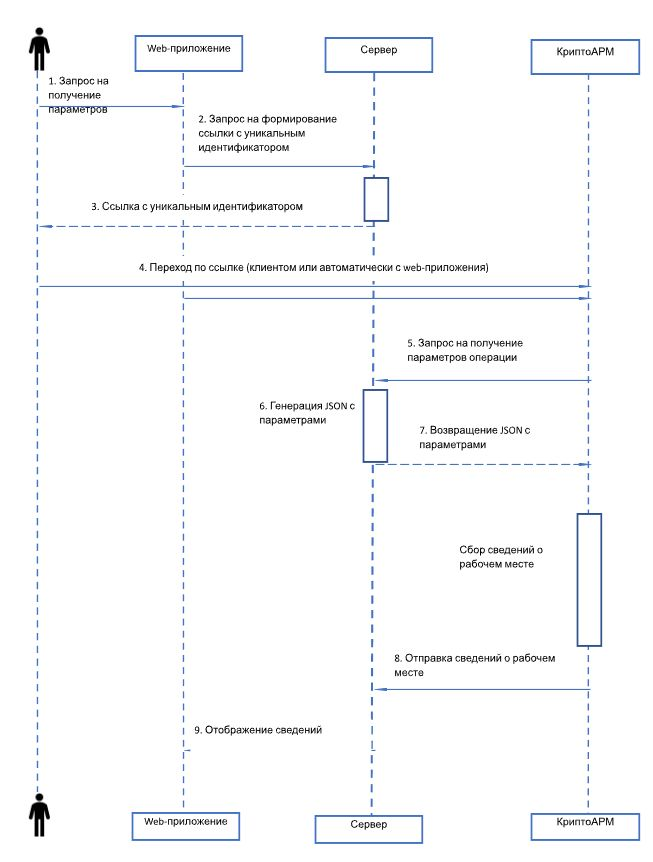 Web-приложение
Сервер
КриптоАРМ
1. Запрос на
получение
параметров
2. Запрос на формирование
ссылки с уникальным
идентификатором
3. Ссылка с уникальным идентификатором
4. Переход по ссылке (клиентом или автоматически с web-приложения)
5. Запрос на получение
параметров операции
6. Генерация JSON с
параметрами
7. Возвращение JSON с
параметрами
Сбор сведений о
рабочем месте
8. Отправка сведений о рабочем
месте
9. Отображение сведений
Web-приложение
Сервер
КриптоАРМ